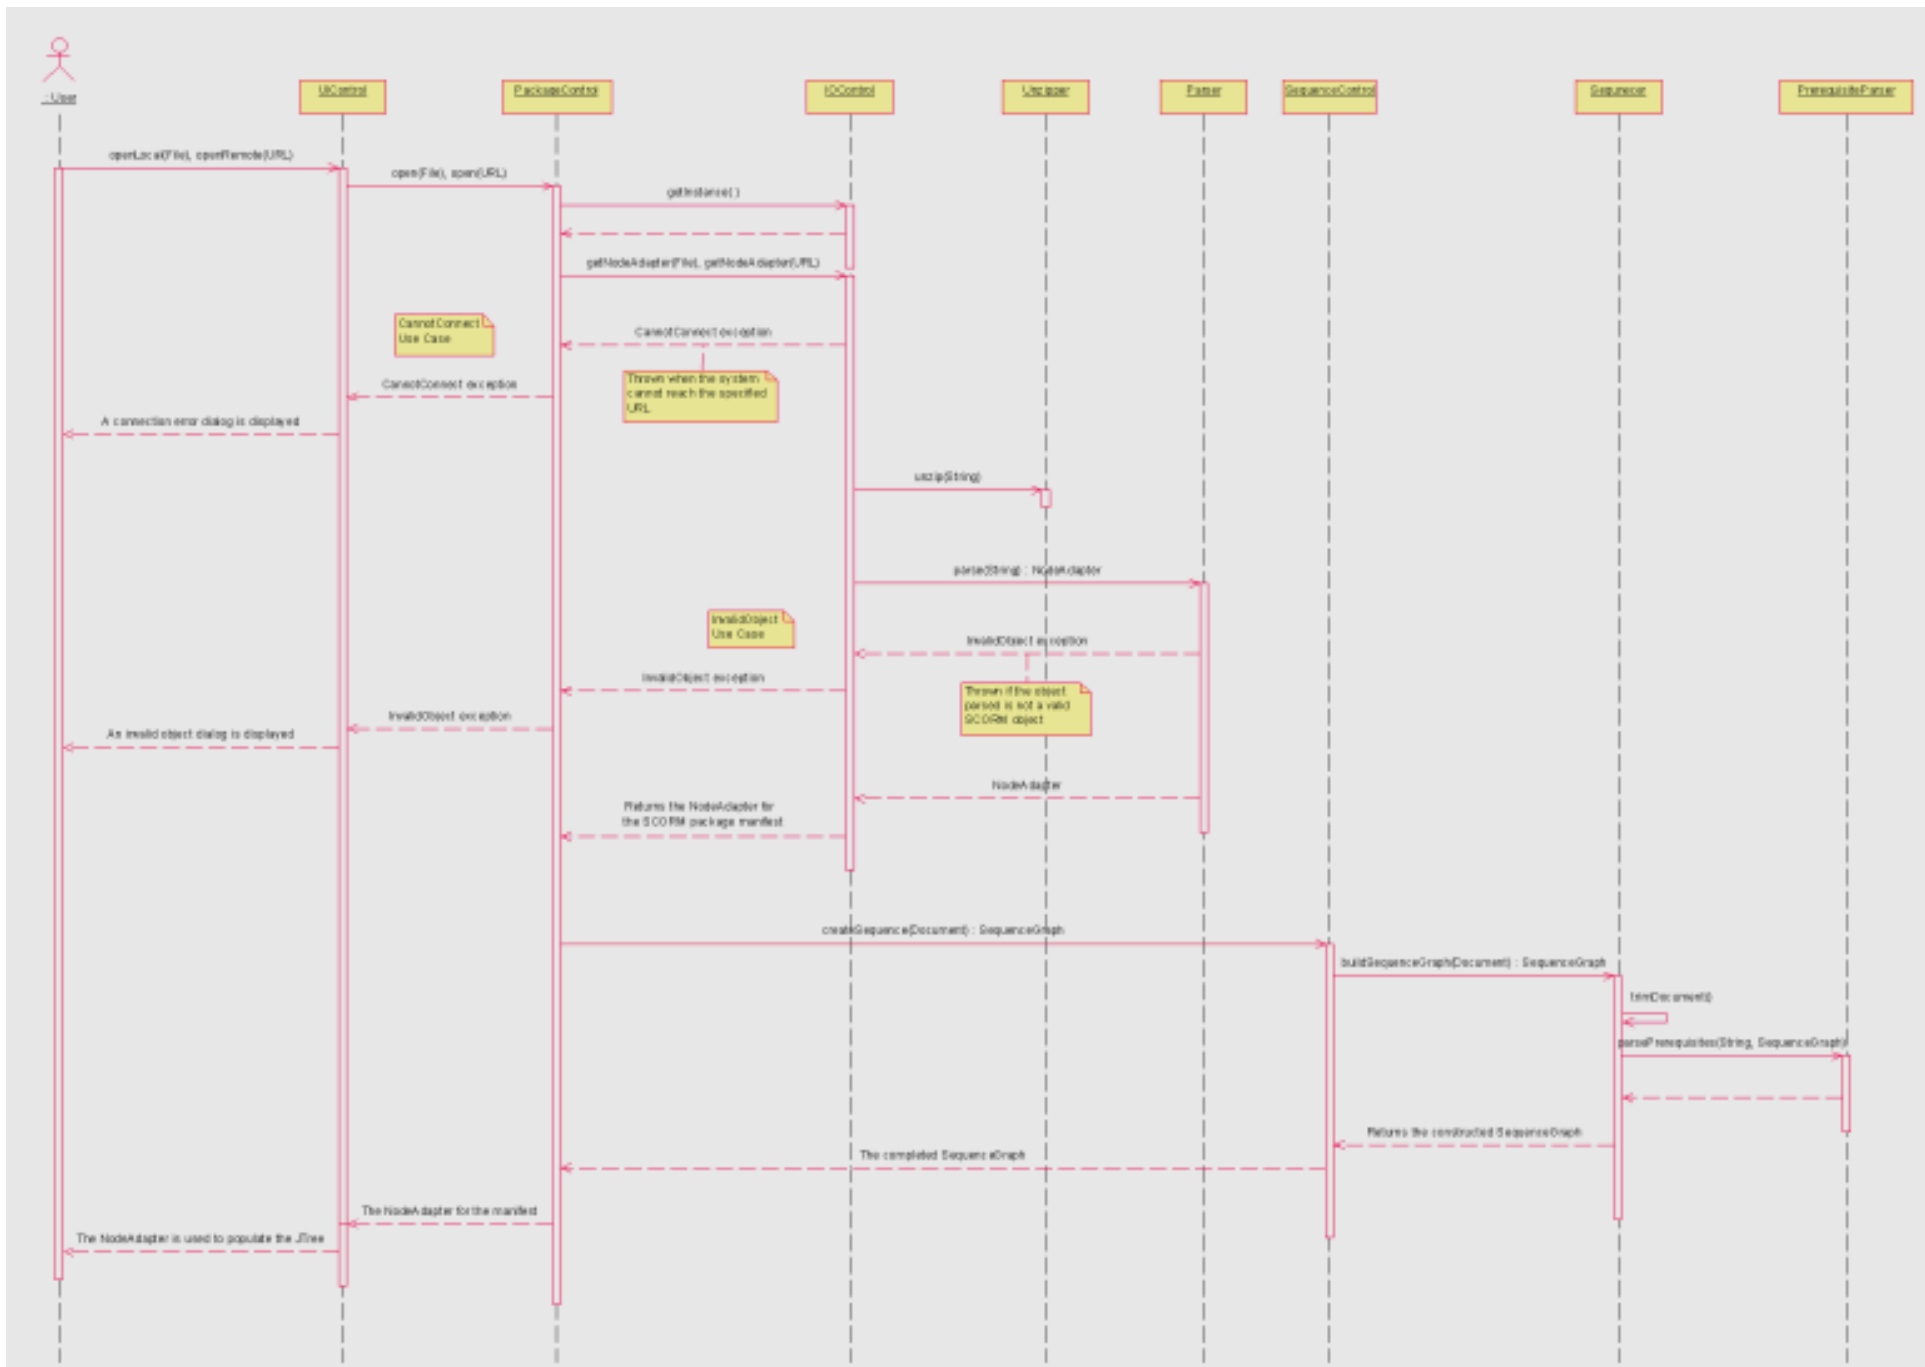 : User
UIControl
PackageControl
IOControl
Unzipper
Parser
SequenceControl
Sequnecer
PrerequisiteParser
openLocal(File), openRemote(URL)
open(File), open(URL)
getInstance( )
getNodeAdapter(File), getNodeAdapter(URL)
CannotConnect
Use Case
CannotConnect exception
Thrown when the system
cannot reach the specified
URL
CannotConnect exception
A connection error dialog is displayed
unzip(String)
parse(String) : NodeAdapter
InvalidObject
Use Case
InvalidObject exception
InvalidObject exception
Thrown if the object
parsed is not a valid
SCORM object
InvalidObject exception
An invalid object dialog is displayed
NodeAdapter
Returns the NodeAdapter for
the SCORM package manifest
createSequence(Document) : SequenceGraph
buildSequenceGraph(Document) : SequenceGraph
trimDocument()
parsePrerequisites(String, SequenceGraph)
Returns the constructed SequenceGraph
The completed SequenceGraph
The NodeAdapter for the manifest
The NodeAdapter is used to populate the JTree